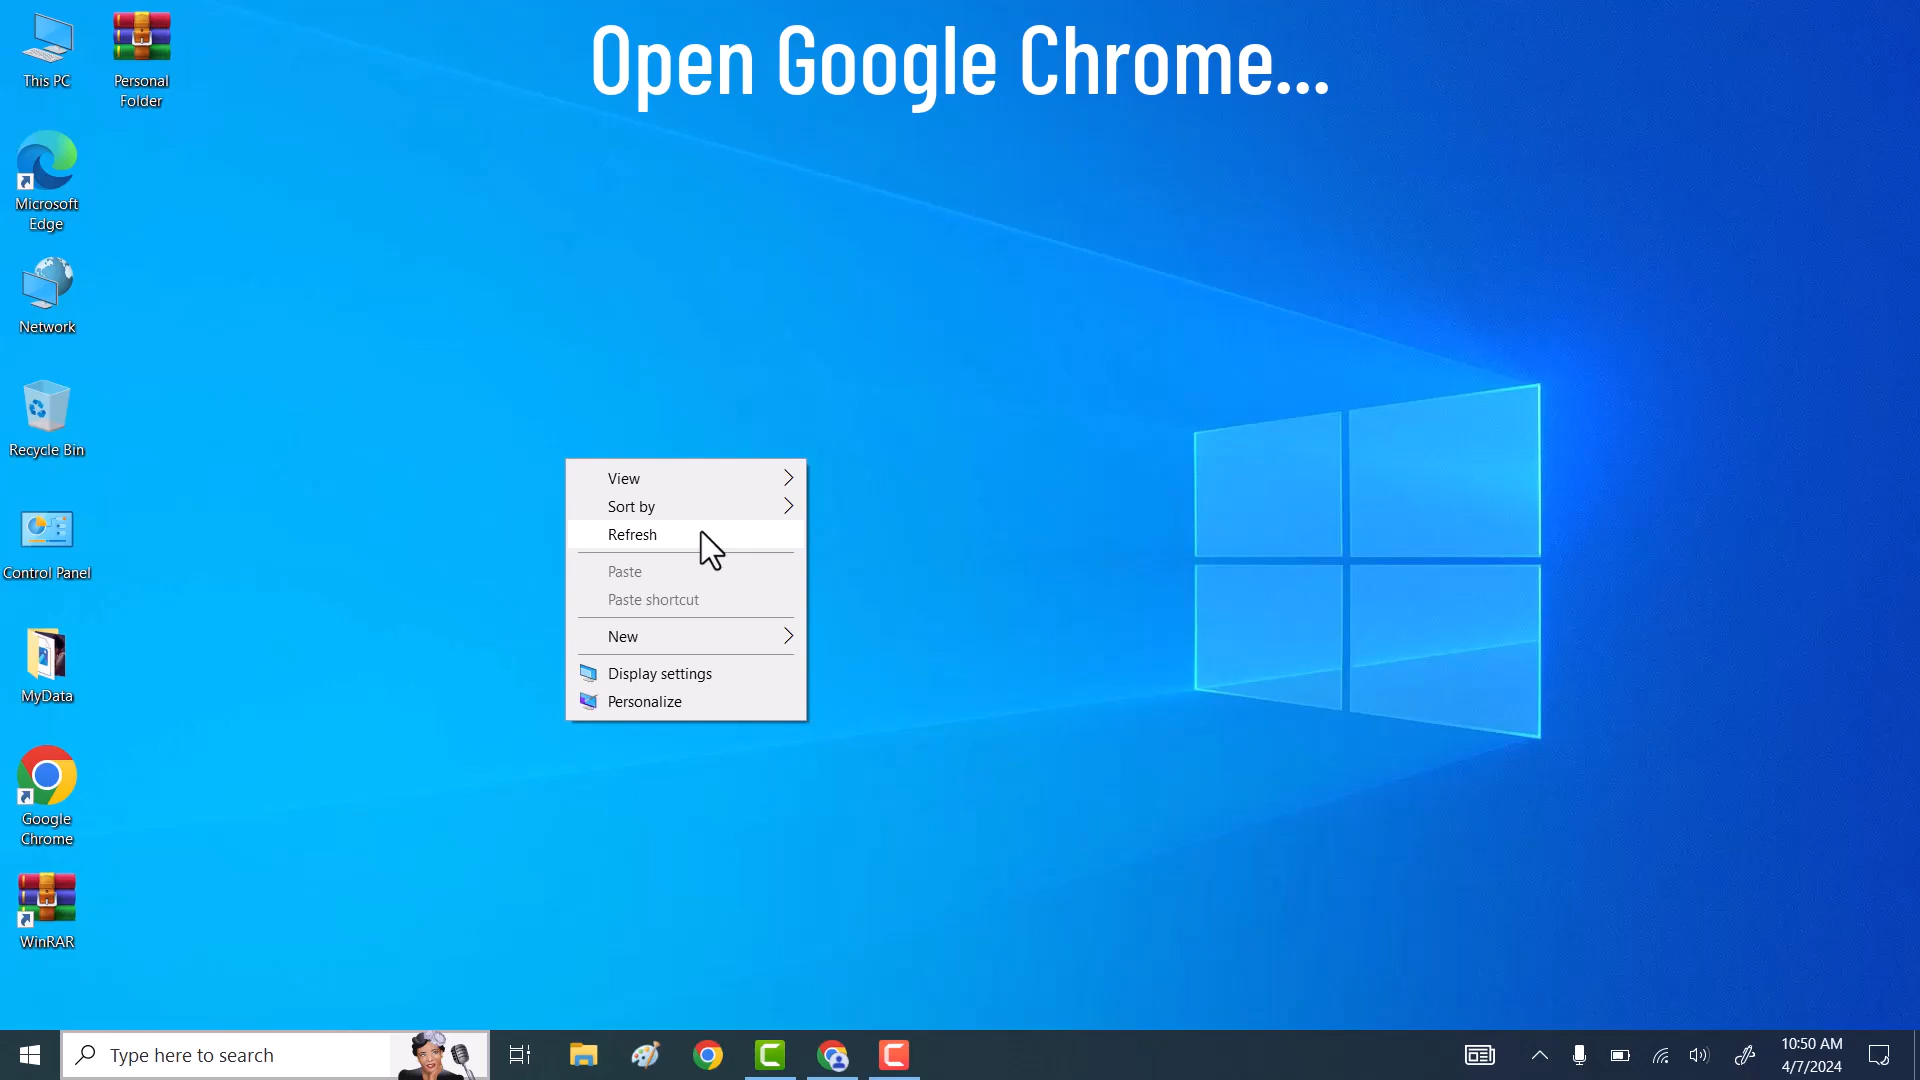 Open Google Chrome...
This PC
Personal
Folder
Microsoft
Edge
Network
Recycle Bin
Control Panel
MyData
Google
Chrome
WinRAR
View
Sort by
Refresh
Paste
Paste shortcut
New
Display settings
Personalize
Type here to search
10:50 AM
4/7/2024